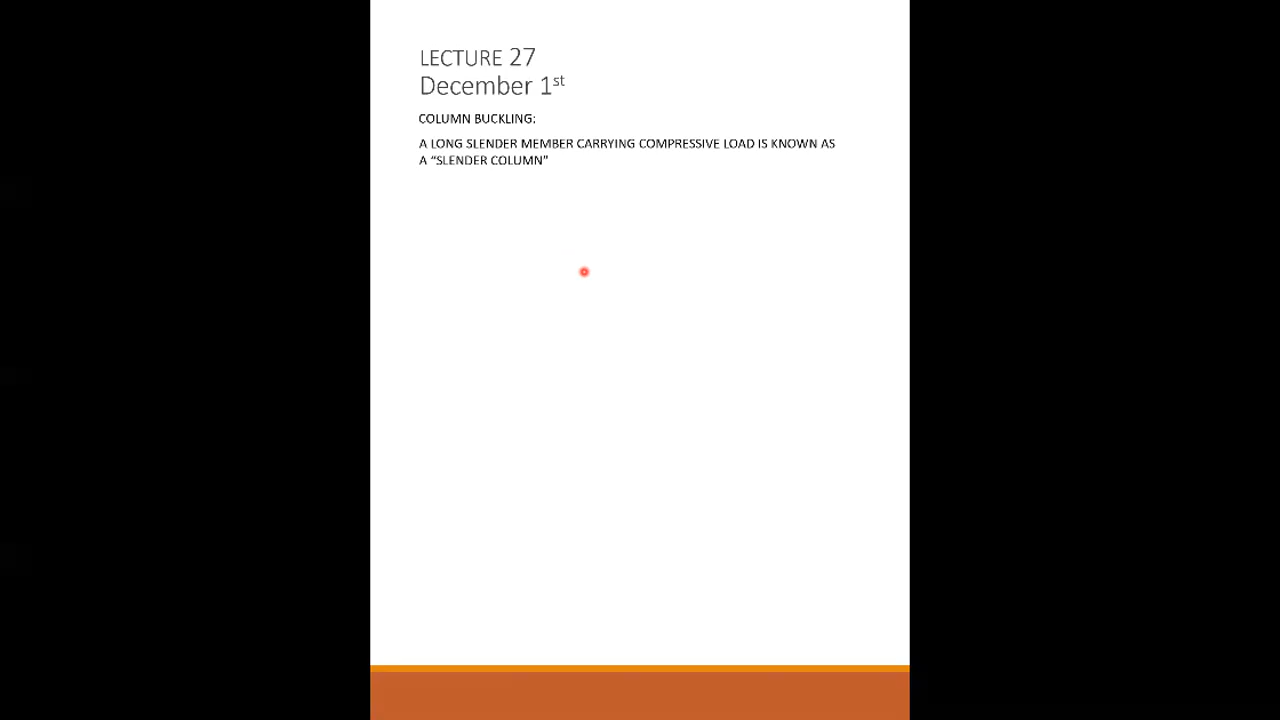 LECTURE 27
December 1st
COLUMN BUCKLING:
A LONG SLENDER MEMBER CARRYING COMPRESSIVE LOAD IS KNOWN AS
A “SLENDER COLUMN”